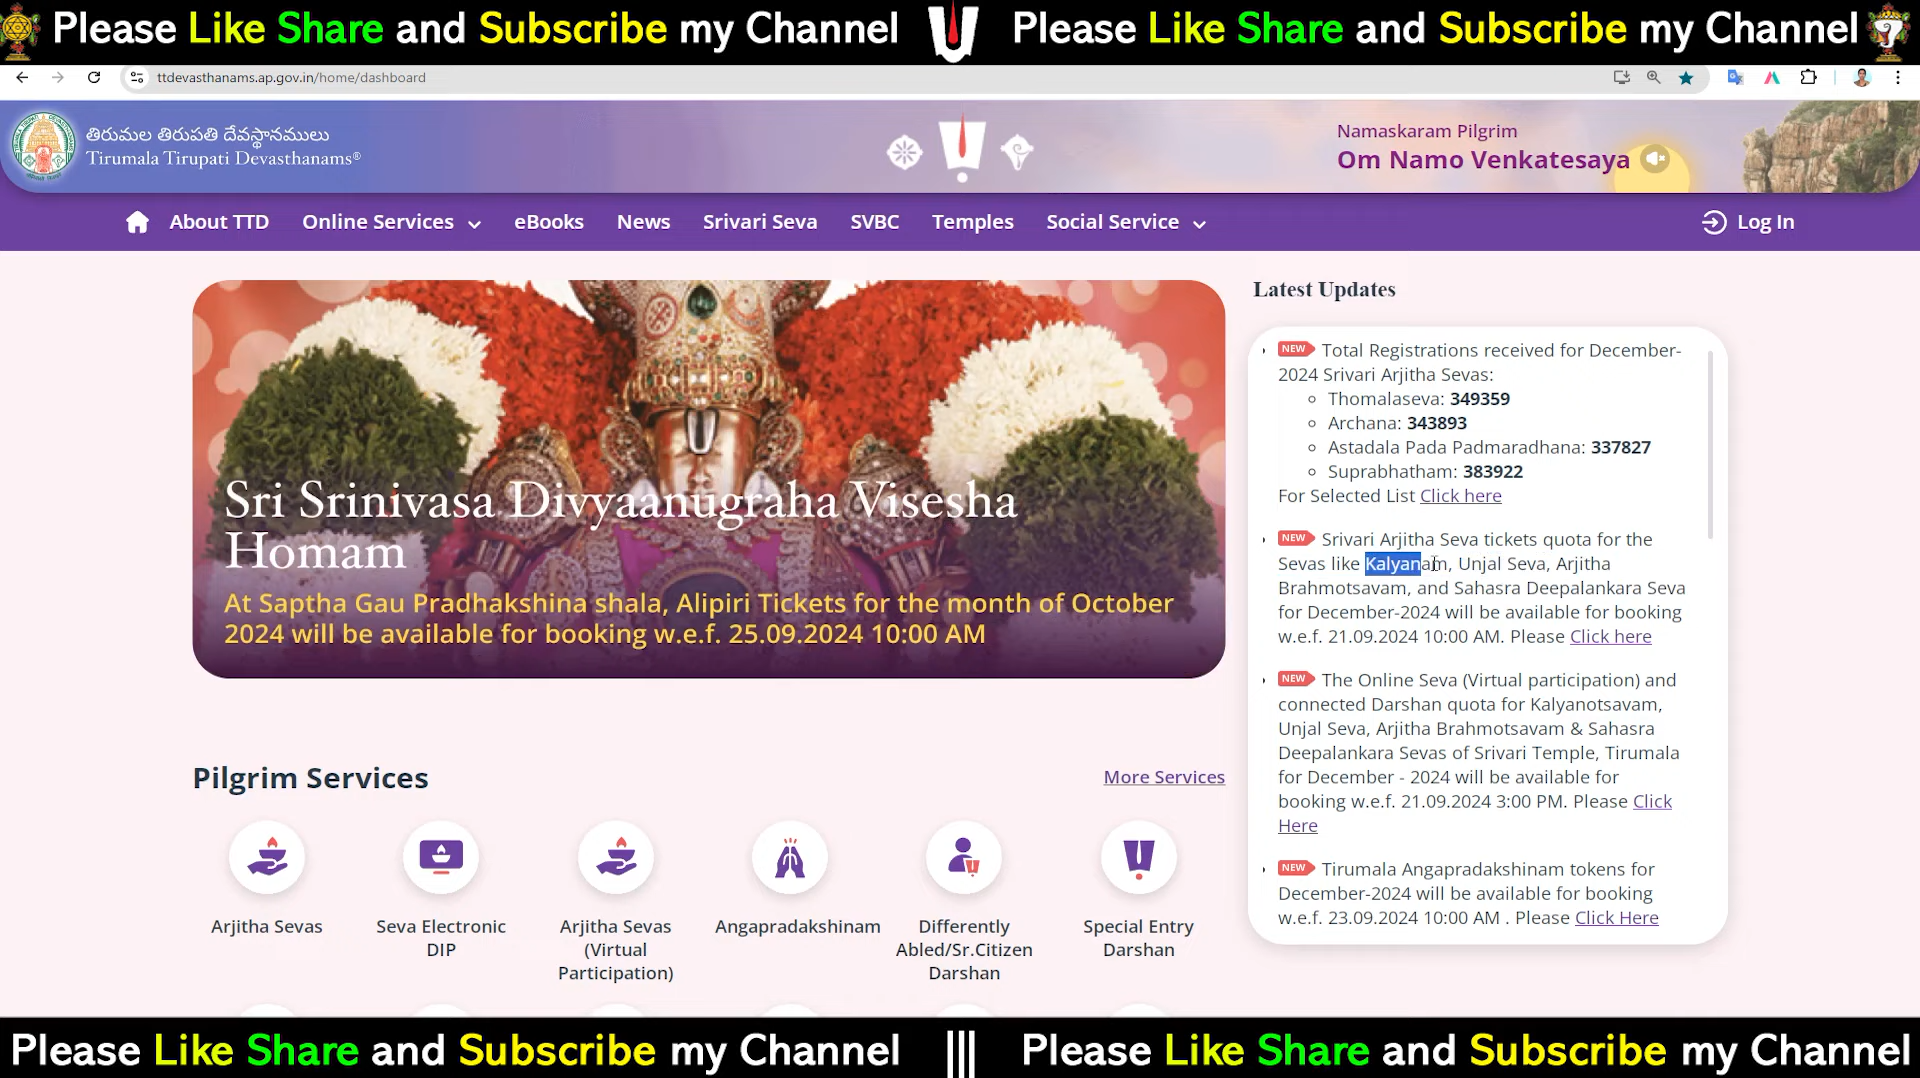 Please Like Share and Subscribe my Channel Please Like Share and Subscribe my Channel
ttdevasthanams.ap.gov.in/home/dashboard
తిరుమల తిరుపతి దేవస్థానములు
Tirumala Tirupati Devasthanams®
Namaskaram Pilgrim
Om Namo Venkatesaya
About TTD Online Services eBooks News Srivari Seva SVBC Temples Social Service Log In
Sri Srinivasa Divyaanugraha Visesha
Homam
At Saptha Gau Pradhakshina shala, Alipiri Tickets for the month of October
2024 will be available for booking w.e.f. 25.09.2024 10:00 AM
Latest Updates
NEW Total Registrations received for December-
2024 Srivari Arjitha Sevas:
Thomalaseva: 349359
Archana: 343893
Astadala Pada Padmaradhana: 337827
Suprabhatham: 383922
For Selected List Click here
NEW Srivari Arjitha Seva tickets quota for the
Sevas like Kalyanam, Unjal Seva, Arjitha
Brahmotsavam, and Sahasra Deepalankara Seva
for December-2024 will be available for booking
w.e.f. 21.09.2024 10:00 AM. Please Click here
NEW The Online Seva (Virtual participation) and
connected Darshan quota for Kalyanotsavam,
Unjal Seva, Arjitha Brahmotsavam & Sahasra
Deepalankara Sevas of Srivari Temple, Tirumala
for December - 2024 will be available for
booking w.e.f. 21.09.2024 3:00 PM. Please Click
Here
NEW Tirumala Angapradakshinam tokens for
December-2024 will be available for booking
w.e.f. 23.09.2024 10:00 AM . Please Click Here
Pilgrim Services
More Services
Arjitha Sevas
Seva Electronic
DIP
Arjitha Sevas
(Virtual
Participation)
Angapradakshinam
Differently
Abled/Sr.Citizen
Darshan
Special Entry
Darshan
Please Like Share and Subscribe my Channel ||| Please Like Share and Subscribe my Channel